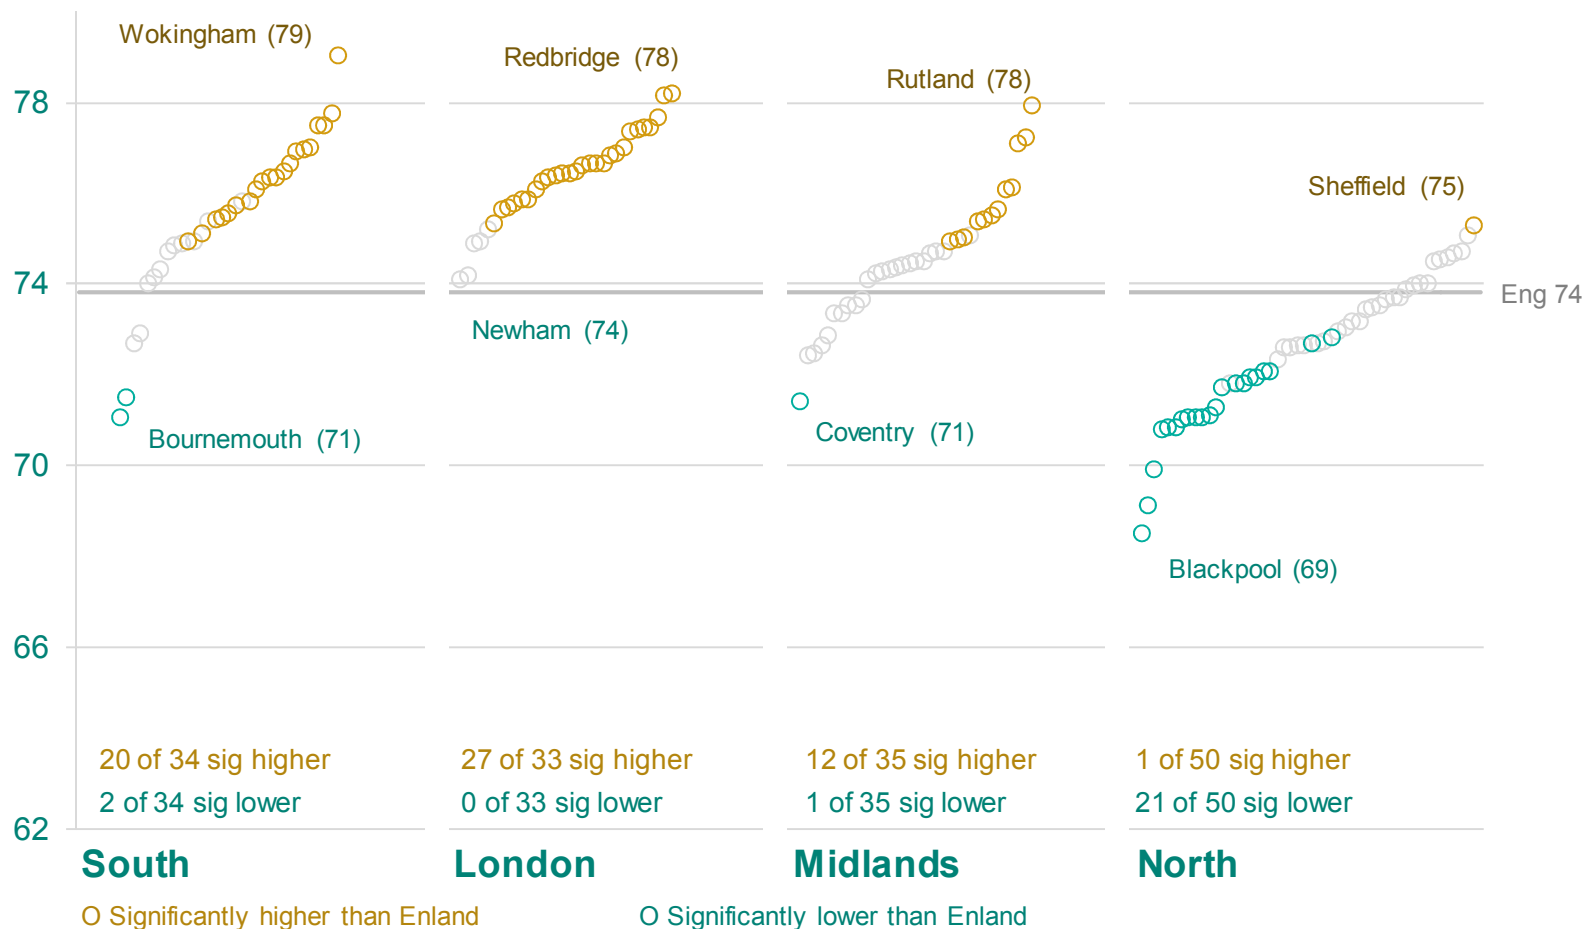 Wokingham (79)
Redbridge (78)
Rutland (78)
78
Sheffield (75)
74
Eng 74
Newham (74)
Bournemouth (71)
Coventry (71)
70
Blackpool (69)
66
20 of 34 sig higher
27 of 33 sig higher
12 of 35 sig higher
1 of 50 sig higher
2 of 34 sig lower
0 of 33 sig lower
1 of 35 sig lower
21 of 50 sig lower
62
South
London
Midlands
North
O Significantly higher than Enland
O Significantly lower than Enland